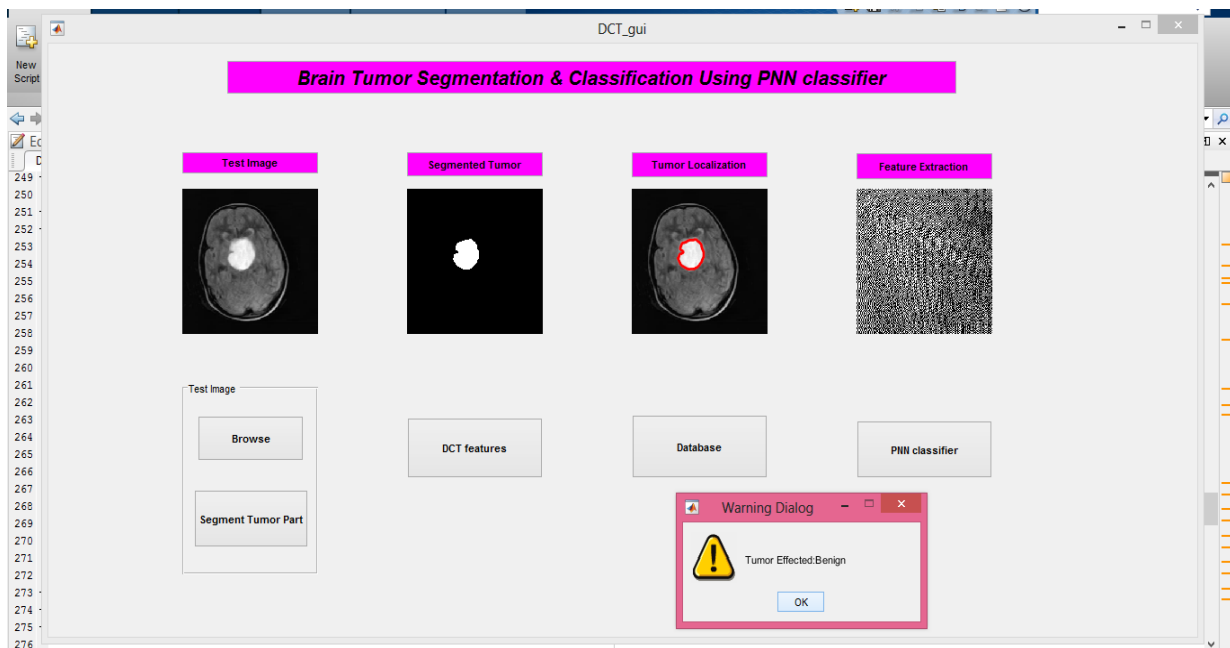 DCT_gui
New
Script
Brain Tumor Segmentation & Classification Using PNN classifier
Test Image
Segmented Tumor
Tumor Localization
Feature Extraction
249
250
251
252
253
254
255
256
257
258
259
260
261
262
263
264
265
266
267
268
269
270
271
272
273
274
275
276
Test Image
Browse
DCT features
Database
PNN classifier
Segment Tumor Part
Warning Dialog
Tumor Effected:Benign
OK